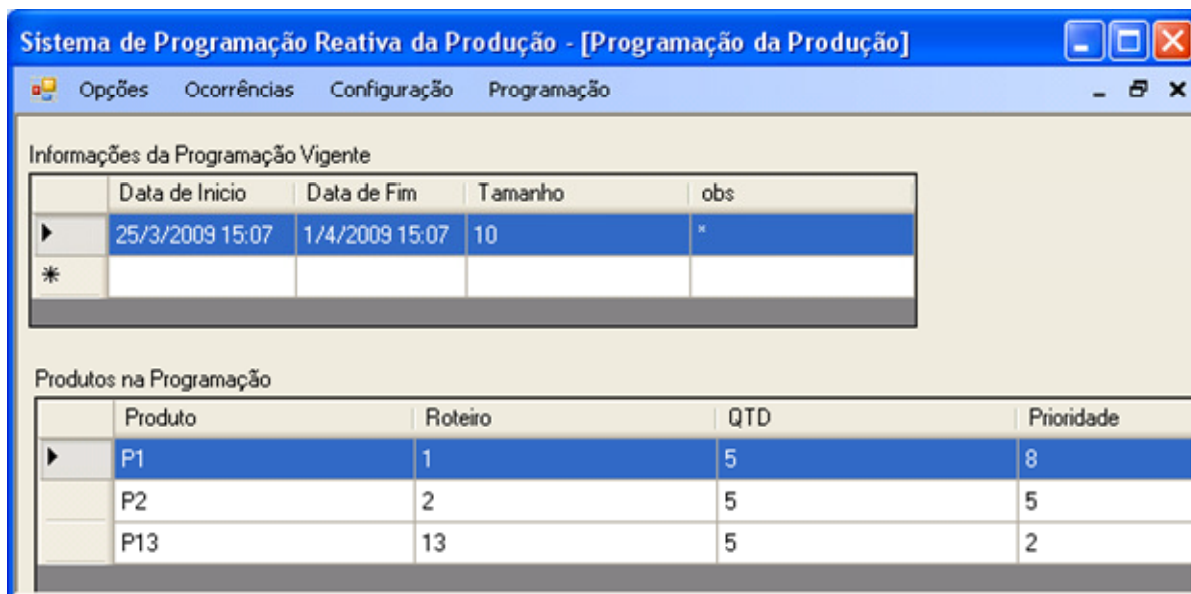 Sistema de Programação Reativa da Produção - [Programação da Produção]
Opções Ocorrências Configuração Programação
Informações da Programação Vigente
Data de Inicio Data de Fim Tamanho obs
25/3/2009 15:07 1/4/2009 15:07 10 *
Produtos na Programação
Produto Roteiro QTD Prioridade
P1 1 5 8
P2 2 5 5
P13 13 5 2